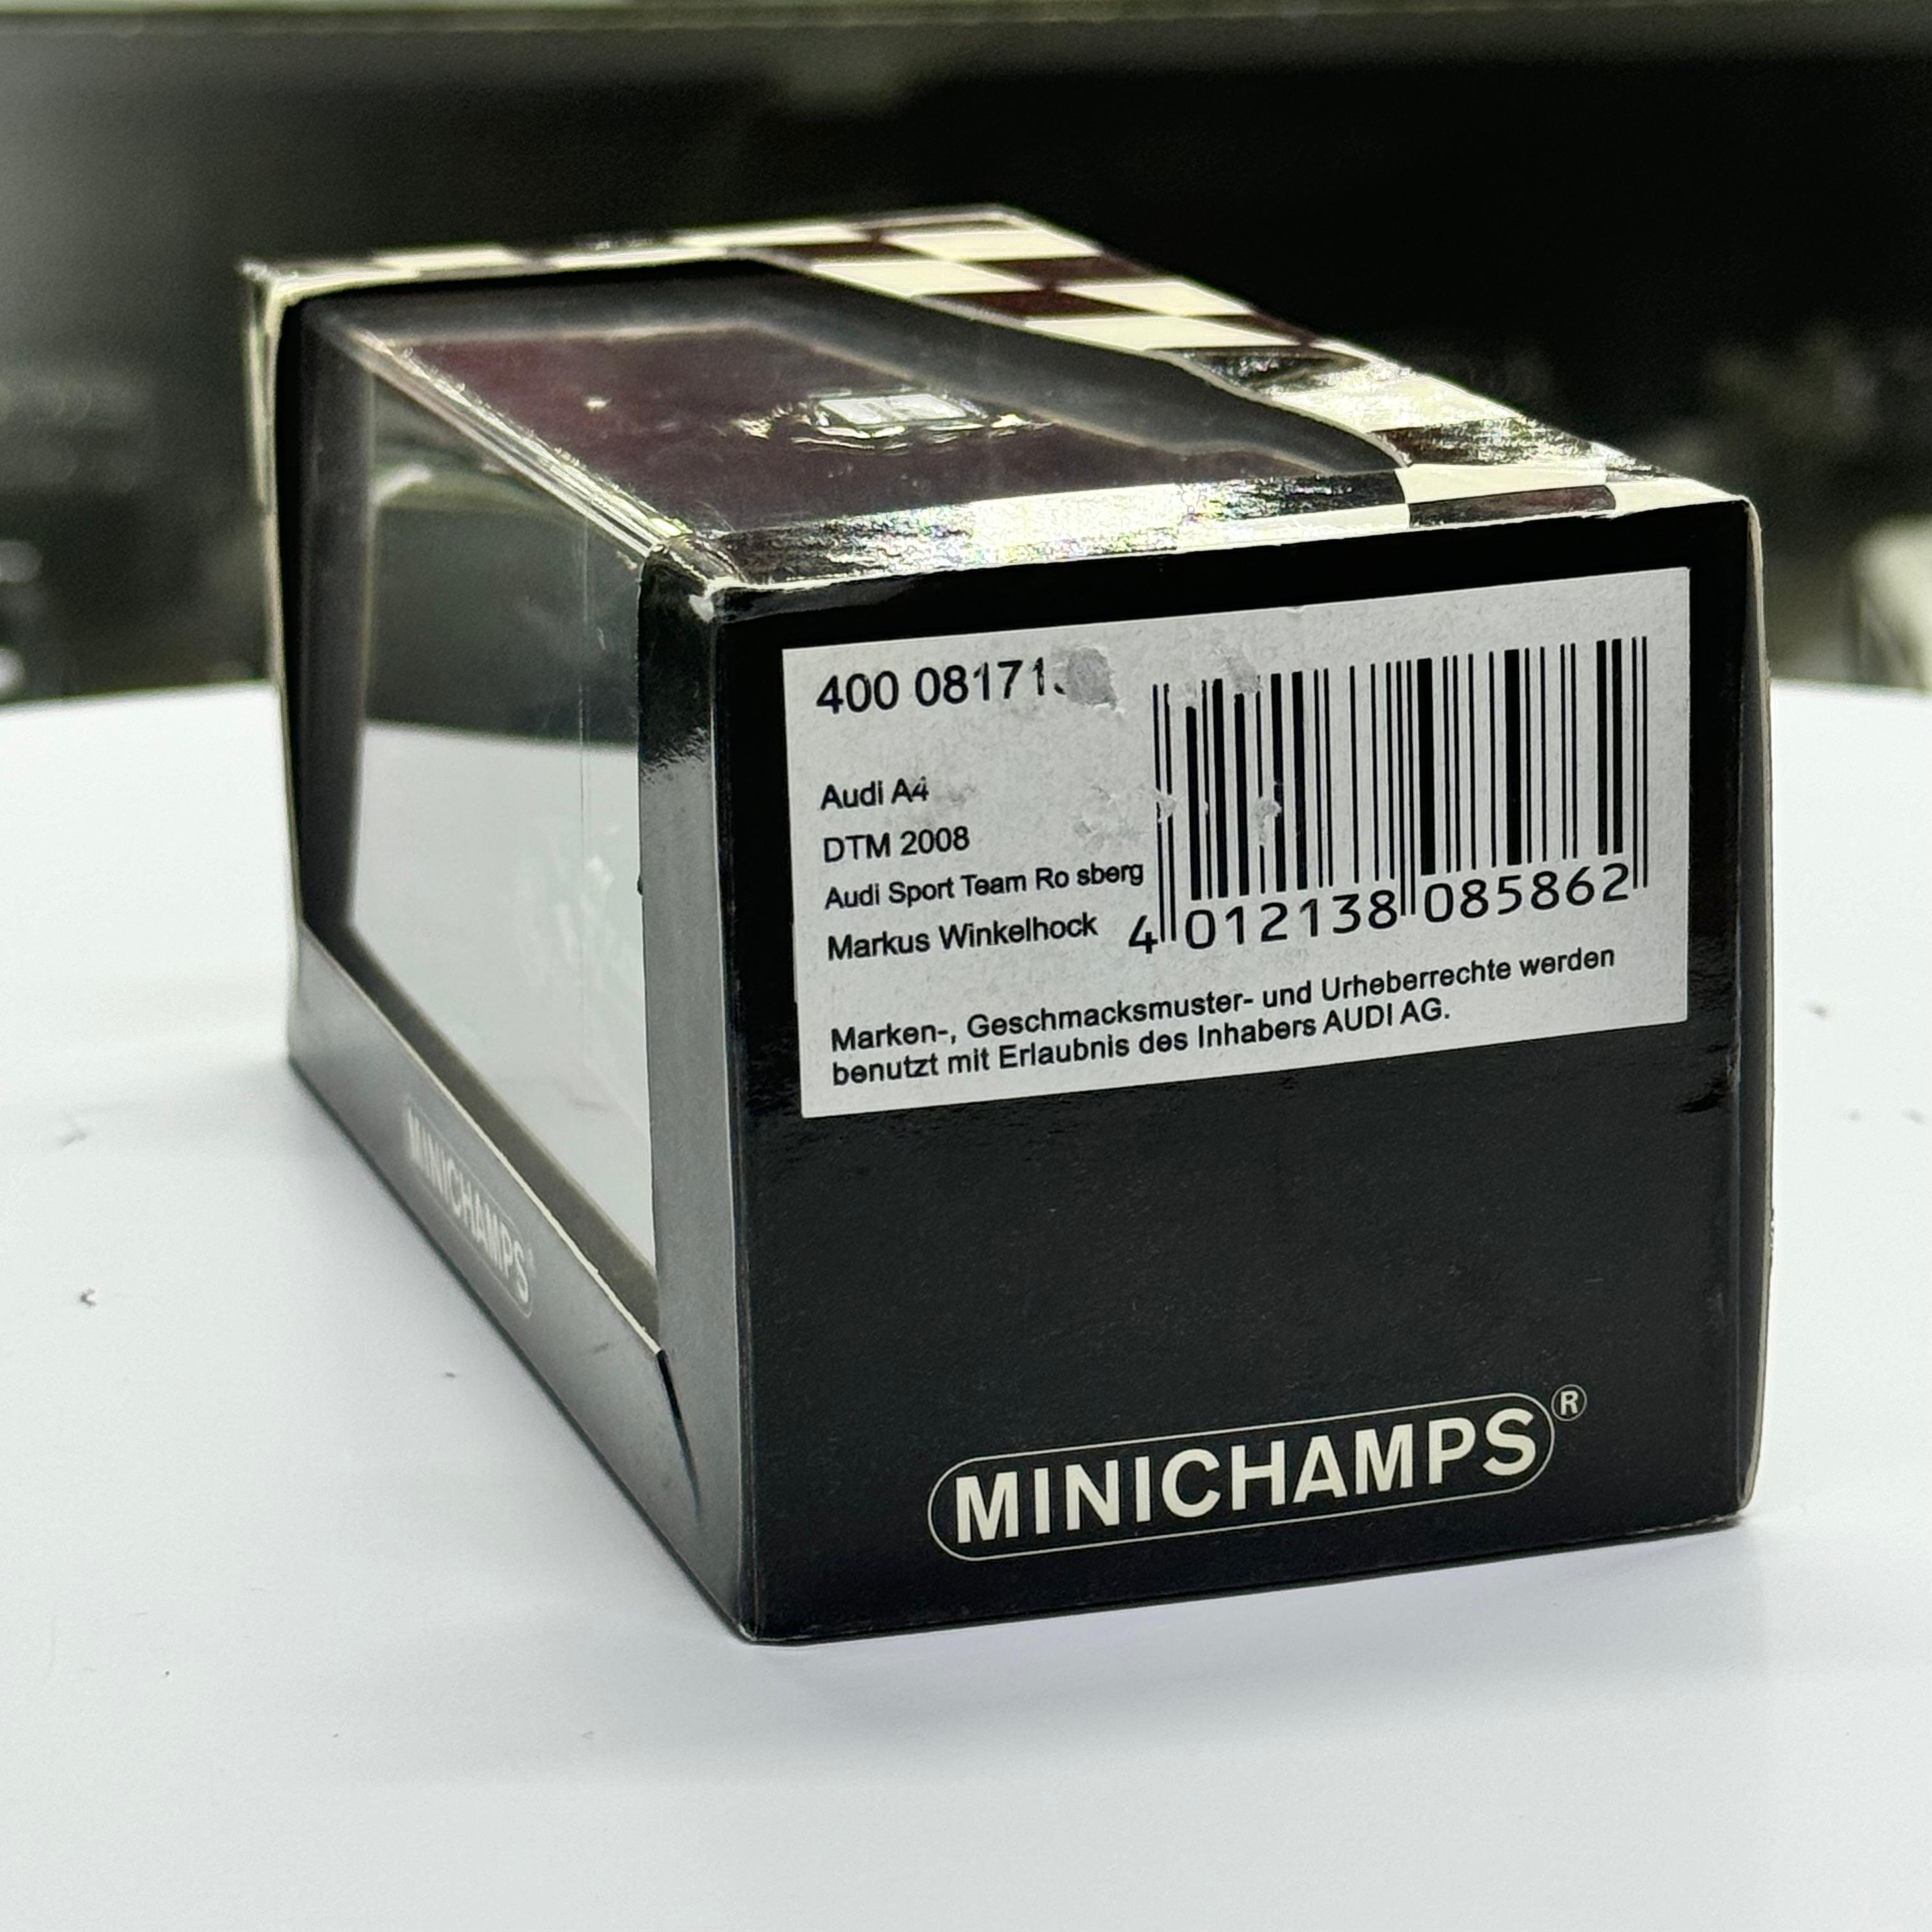 400 08171
Audi A4
DTM 2008
Audi Sport Team Ro sberg
Markus Winkelhock
4 012138 085862
Marken-, Geschmacksmuster- und Urheberrechte werden
benutzt mit Erlaubnis des Inhabers AUDI AG.
MINICHAMPS®
MINICHAMPS®